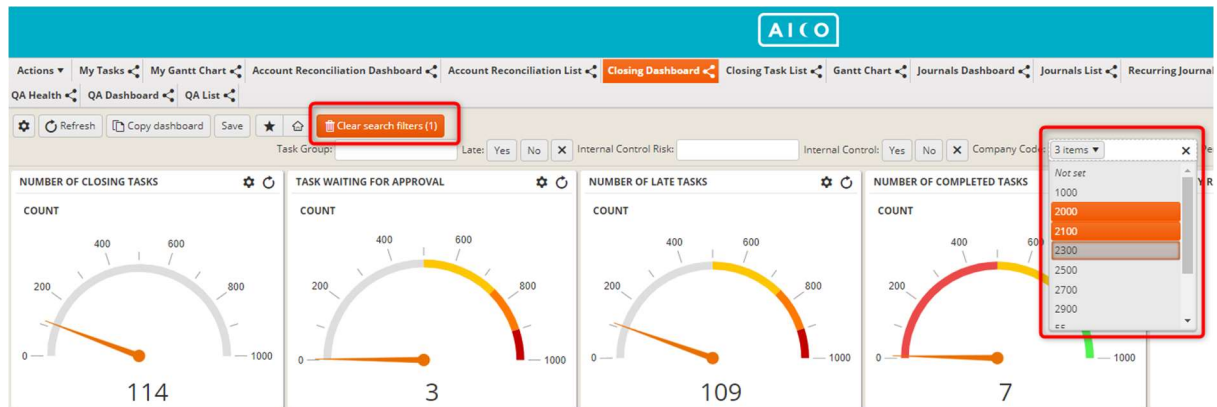 AICO
Actions ▼ My Tasks My Gantt Chart Account Reconciliation Dashboard Account Reconciliation List Closing Dashboard Closing Task List Gantt Chart Journals Dashboard Journals List Recurring Journal
QA Health QA Dashboard QA List
Refresh Copy dashboard Save Clear search filters (1)
Task Group: Late: Yes No X Internal Control Risk: Internal Control: Yes No X Company Code: 3 items ▼ X Pe
Not set
1000
2000
2100
2300
2500
2700
2900
NUMBER OF CLOSING TASKS
COUNT
0 200 400 600 800 1000
114
TASK WAITING FOR APPROVAL
COUNT
0 200 400 600 800 1000
3
NUMBER OF LATE TASKS
COUNT
0 200 400 600 800 1000
109
NUMBER OF COMPLETED TASKS
COUNT
0 200 400 60 1000
7
Y R